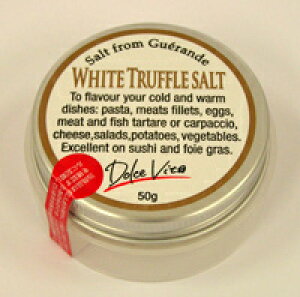 Salt from Guérande
WHITE TRUFFLE SALT
To flavour your cold and warm
dishes: pasta, meats fillets, eggs,
meat and fish tartare or carpaccio,
cheese,salads,potatoes, vegetables.
Excellent on sushi and foie gras.
Dolce Vita
50g